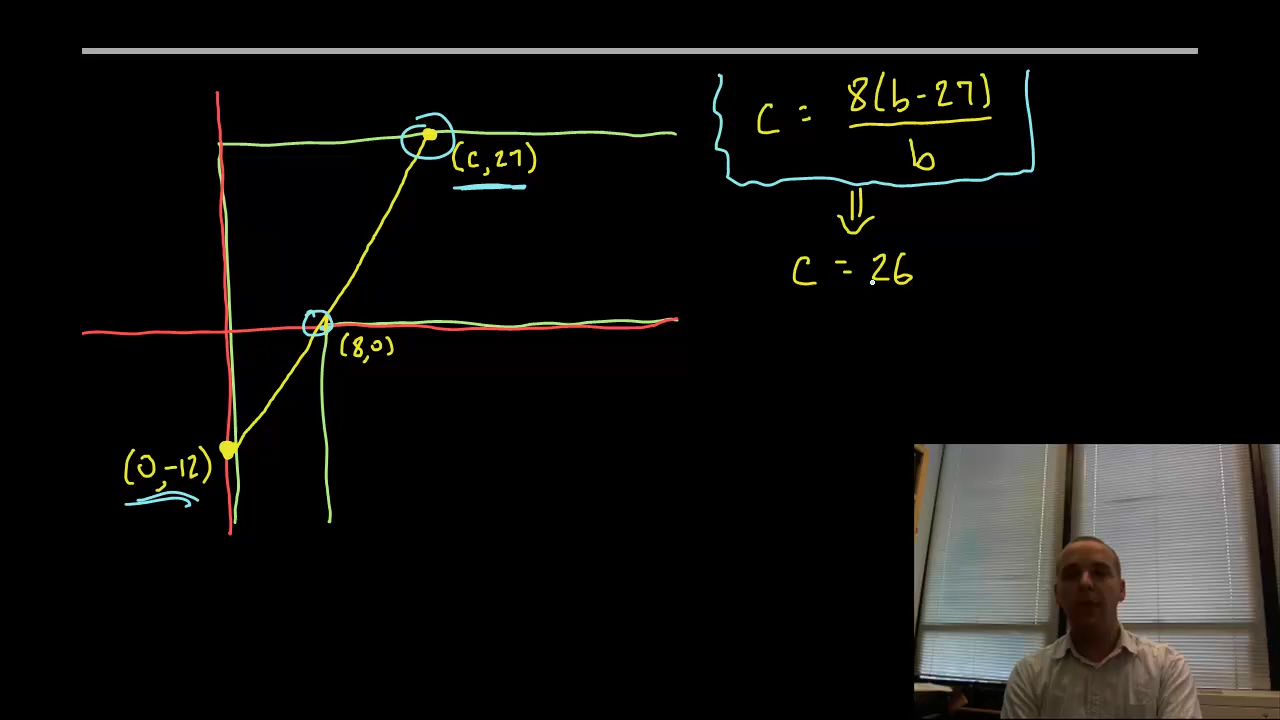 c = 8(b-27)
b
(c,27)
⇓
c = 26
(8,0)
(0,-12)